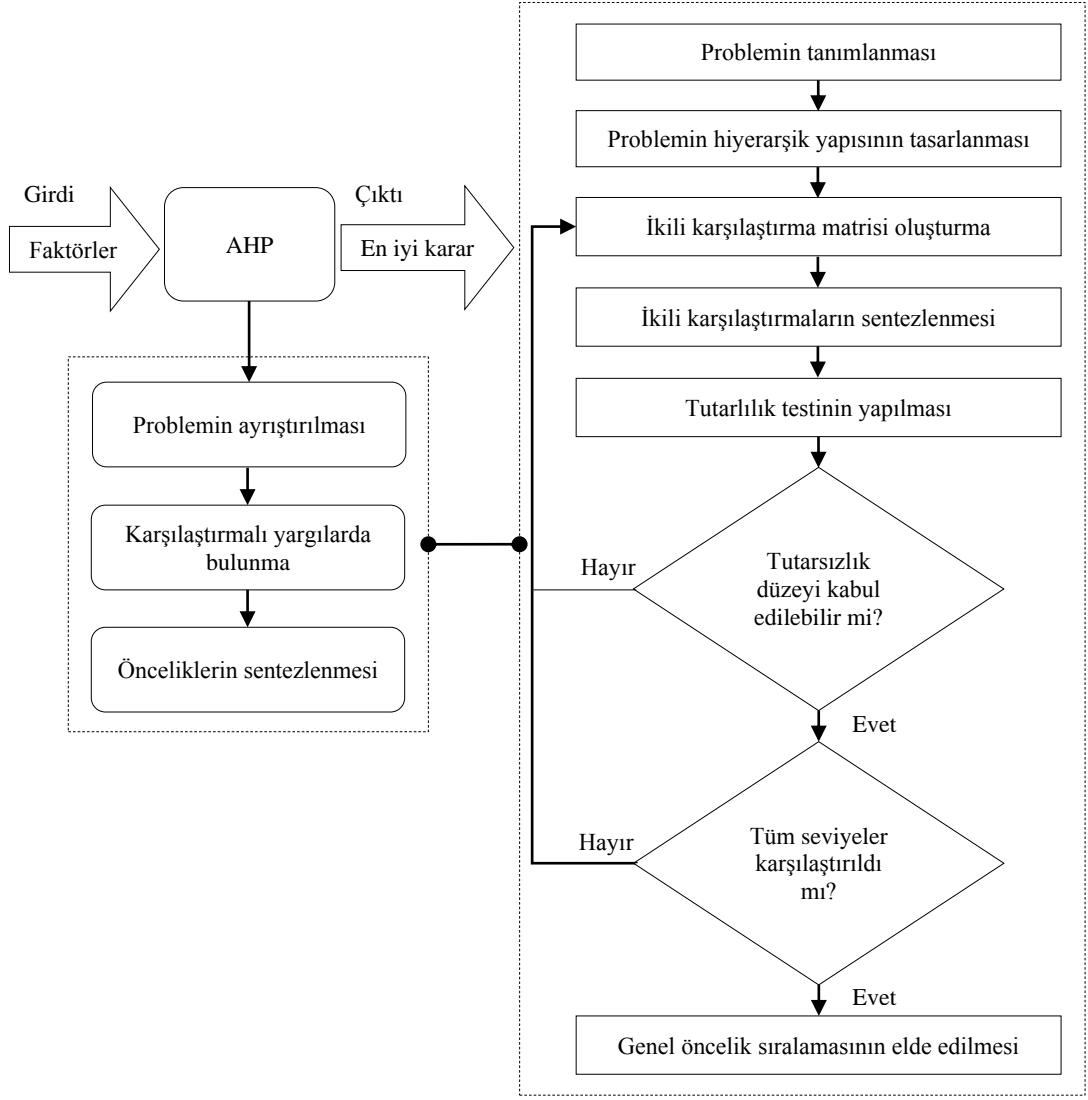 Girdi
Faktörler
AHP
Çıktı
En iyi karar
Problemin ayrıştırılması
Karşılaştırmalı yargılarda
bulunma
Önceliklerin sentezlenmesi
Problemin tanımlanması
Problemin hiyerarşik yapısının tasarlanması
İkili karşılaştırma matrisi oluşturma
İkili karşılaştırmaların sentezlenmesi
Tutarlılık testinin yapılması
Hayır
Tutarsızlık
düzeyi kabul
edilebilir mi?
Evet
Hayır
Tüm seviyeler
karşılaştırıldı
mı?
Evet
Genel öncelik sıralamasının elde edilmesi